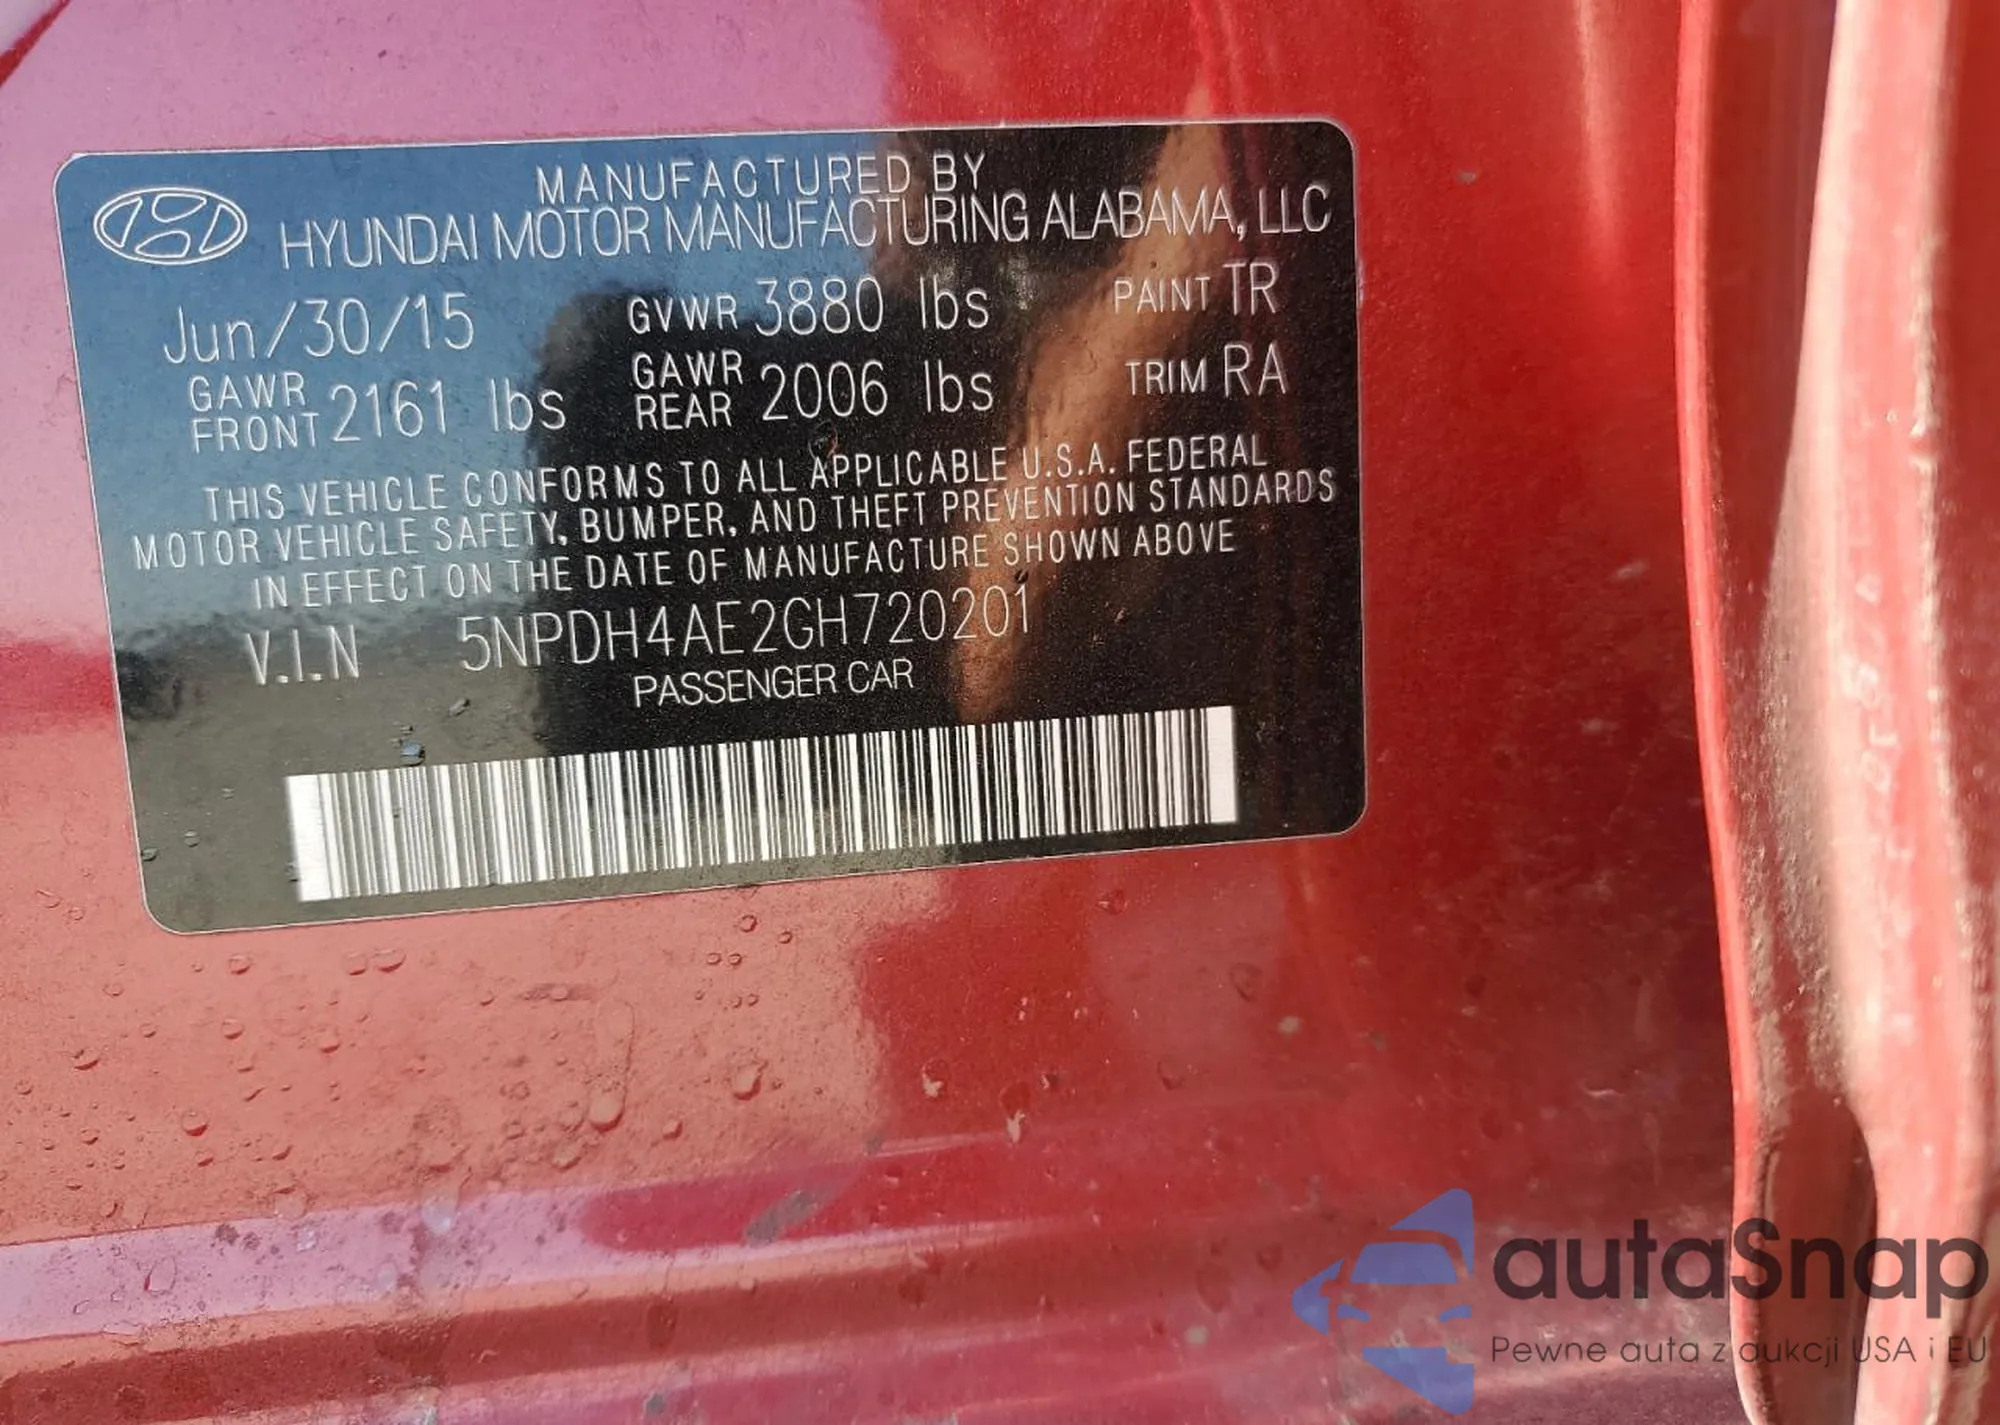 MANUFACTURED BY
HYUNDAI MOTOR MANUFACTURING ALABAMA, LLC
Jun/30/15 GVWR 3880 lbs PAINT TR
GAWR FRONT 2161 lbs GAWR REAR 2006 lbs TRIM RA
THIS VEHICLE CONFORMS TO ALL APPLICABLE U.S.A. FEDERAL
MOTOR VEHICLE SAFETY, BUMPER, AND THEFT PREVENTION STANDARDS
IN EFFECT ON THE DATE OF MANUFACTURE SHOWN ABOVE
V.I.N 5NPDH4AE2GH720201
PASSENGER CAR
autaSnap
Pewne auta z aukcji USA i EU